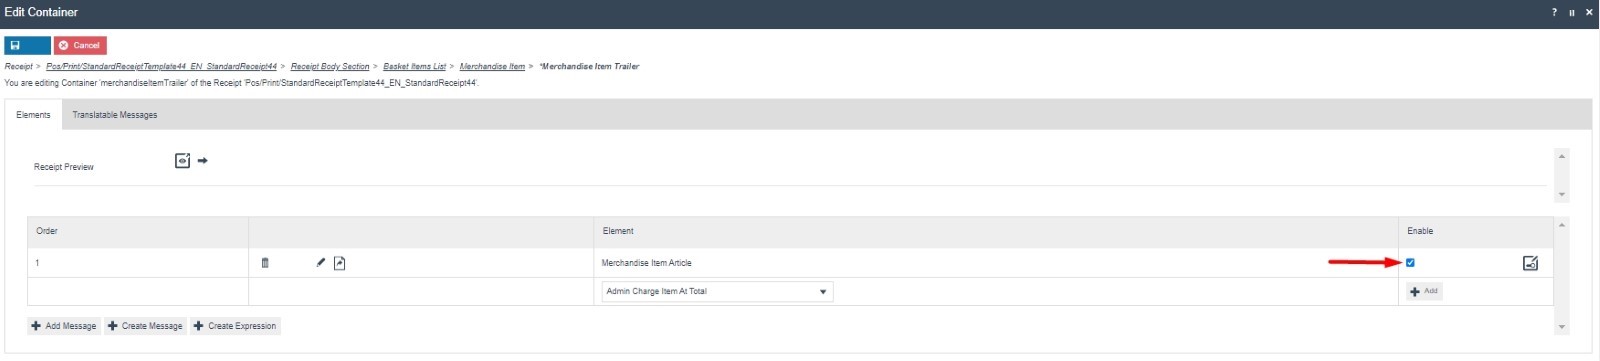 Edit Container
? II ×
Cancel
Receipt > Pos/Print/StandardReceiptTemplate44_EN_StandardReceipt44 > Receipt Body Section > Basket Items List > Merchandise Item > *Merchandise Item Trailer
You are editing Container 'merchandiseItemTrailer' of the Receipt 'Pos/Print/StandardReceiptTemplate44_EN_StandardReceipt44'.
Elements Translatable Messages
Receipt Preview
Order Element Enable
1 Merchandise Item Article
Admin Charge Item At Total Add
Add Message Create Message Create Expression